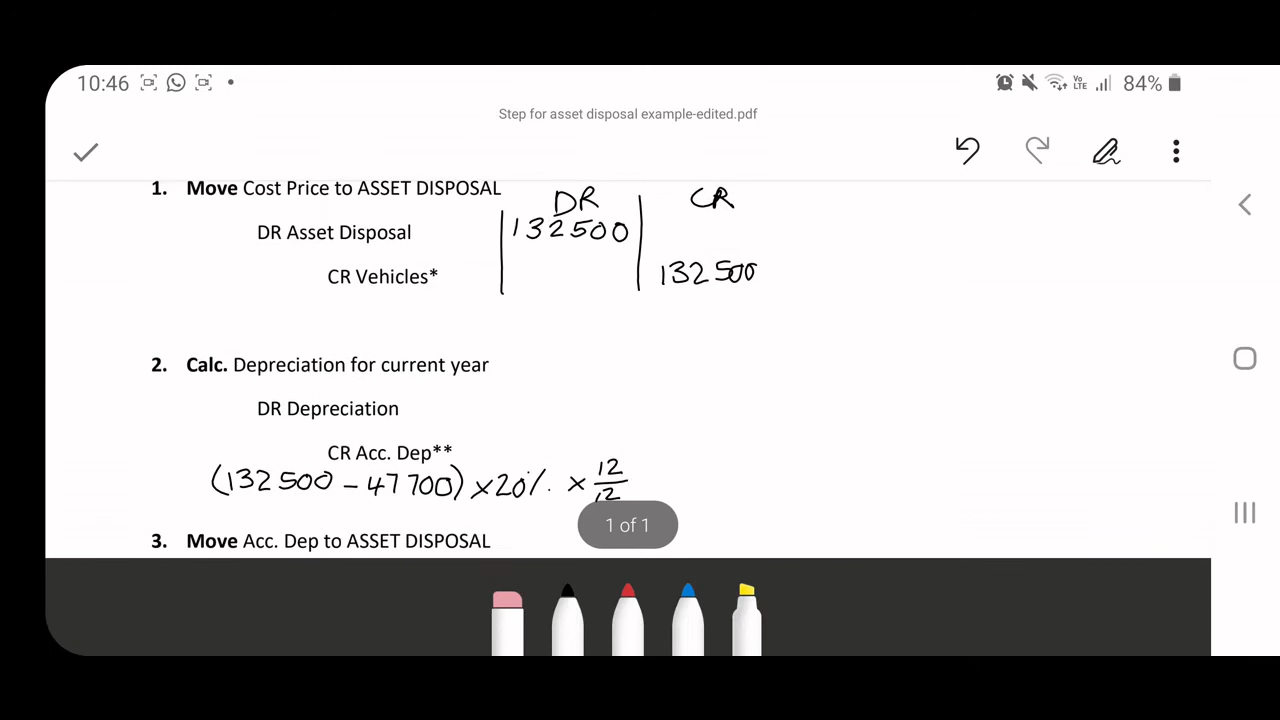 10:46 84%
Step for asset disposal example-edited.pdf
1. Move Cost Price to ASSET DISPOSAL DR CR
DR Asset Disposal 132500
CR Vehicles* 132500
2. Calc. Depreciation for current year
DR Depreciation
CR Acc. Dep**
(132500 - 47700) × 20% × 12/12
1 of 1
3. Move Acc. Dep to ASSET DISPOSAL